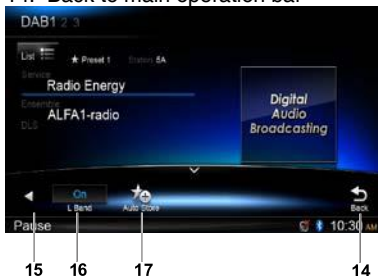 14. Back to main operation bar
DAB1 2 3
List ★ Preset 1 Station 5A
Service
Radio Energy
Ensemble
ALFA1-radio
DLS
Digital
Audio
Broadcasting
On
L Band
Auto Store
Back
Pause
10:30 AM
15 16 17 14